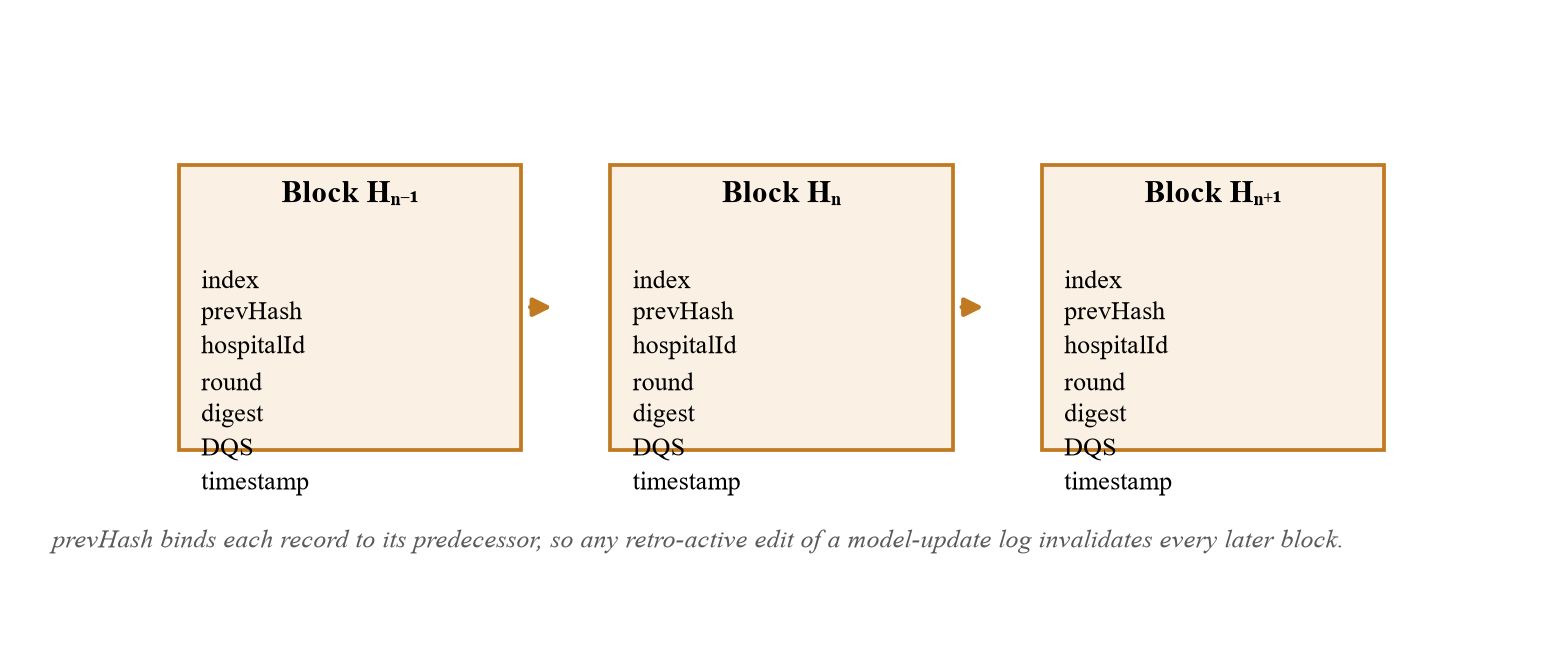 Block Hₙ₋₁
index
prevHash
hospitalId
round
digest
DQS
timestamp
Block Hₙ
index
prevHash
hospitalId
round
digest
DQS
timestamp
Block Hₙ₊₁
index
prevHash
hospitalId
round
digest
DQS
timestamp
prevHash binds each record to its predecessor, so any retro-active edit of a model-update log invalidates every later block.